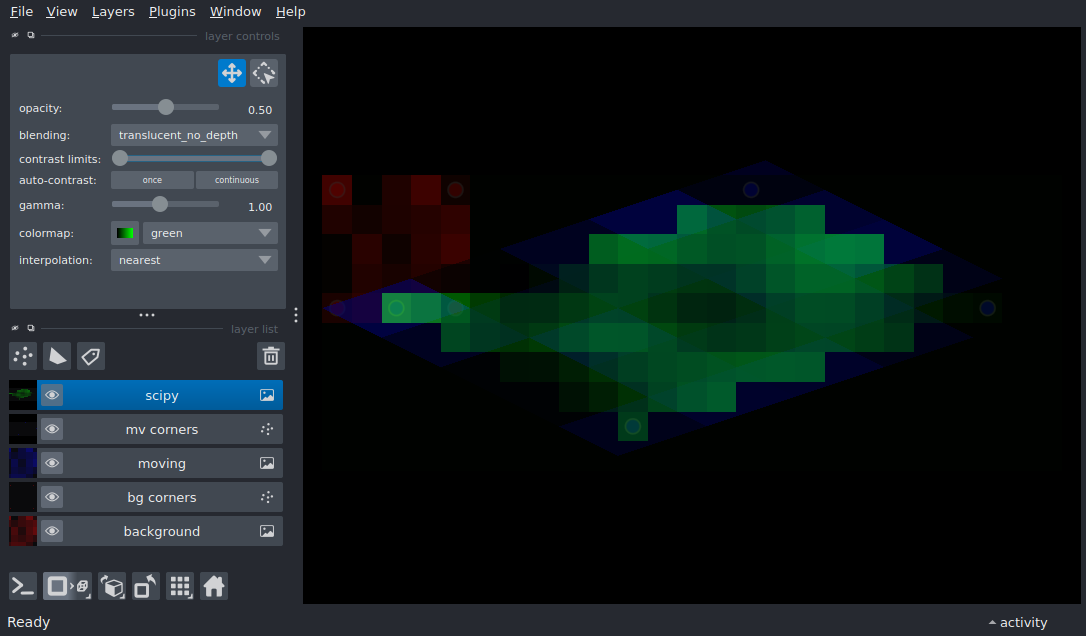 File View Layers Plugins Window Help
layer controls
opacity: 0.50
blending: translucent_no_depth
contrast limits:
auto-contrast: once continuous
gamma: 1.00
colormap: green
interpolation: nearest
layer list
scipy
mv corners
moving
bg corners
background
Ready activity